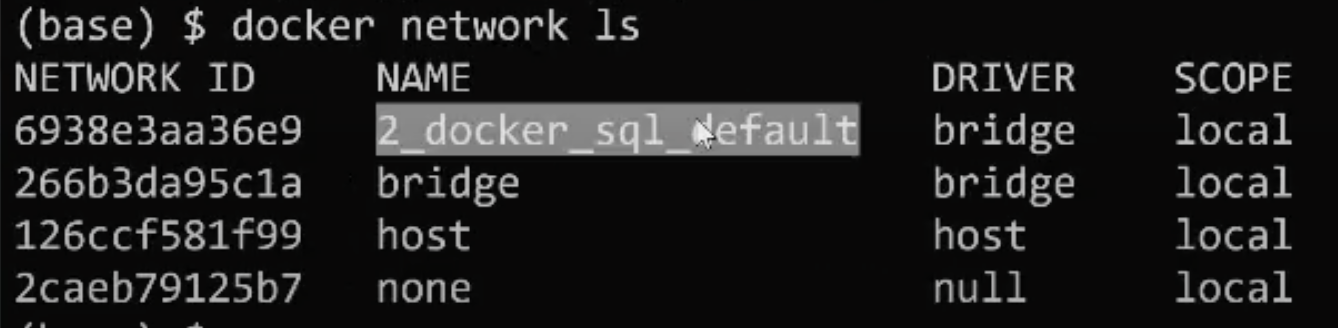 (base) $ docker network ls
NETWORK ID NAME DRIVER SCOPE
6938e3aa36e9 2_docker_sql_default bridge local
266b3da95c1a bridge bridge local
126ccf581f99 host host local
2caeb79125b7 none null local